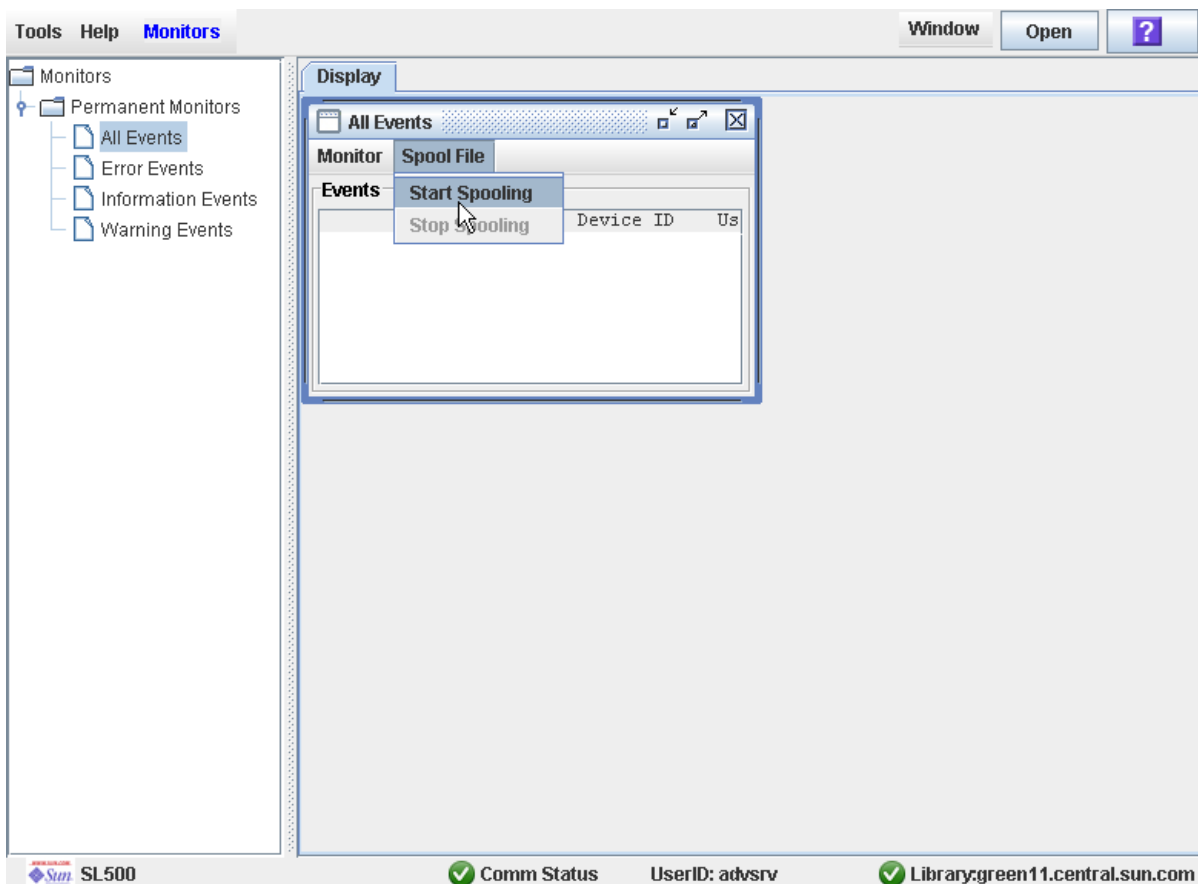 Tools Help Monitors Window Open ?
Monitors
Permanent Monitors
All Events
Error Events
Information Events
Warning Events
Display
All Events
Monitor Spool File
Start Spooling
Stop Spooling
Events
Device ID Us
Sun SL500 Comm Status UserID: advsrv Library:green11.central.sun.com